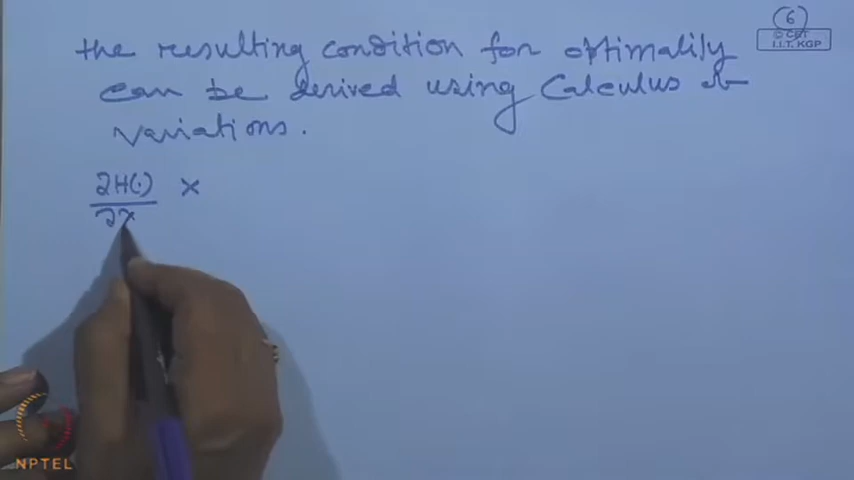 6
© CET
I.I.T. KGP
the resulting condition for optimality
can be derived using Calculus of
variations.
∂H(·) x
∂x
NPTEL